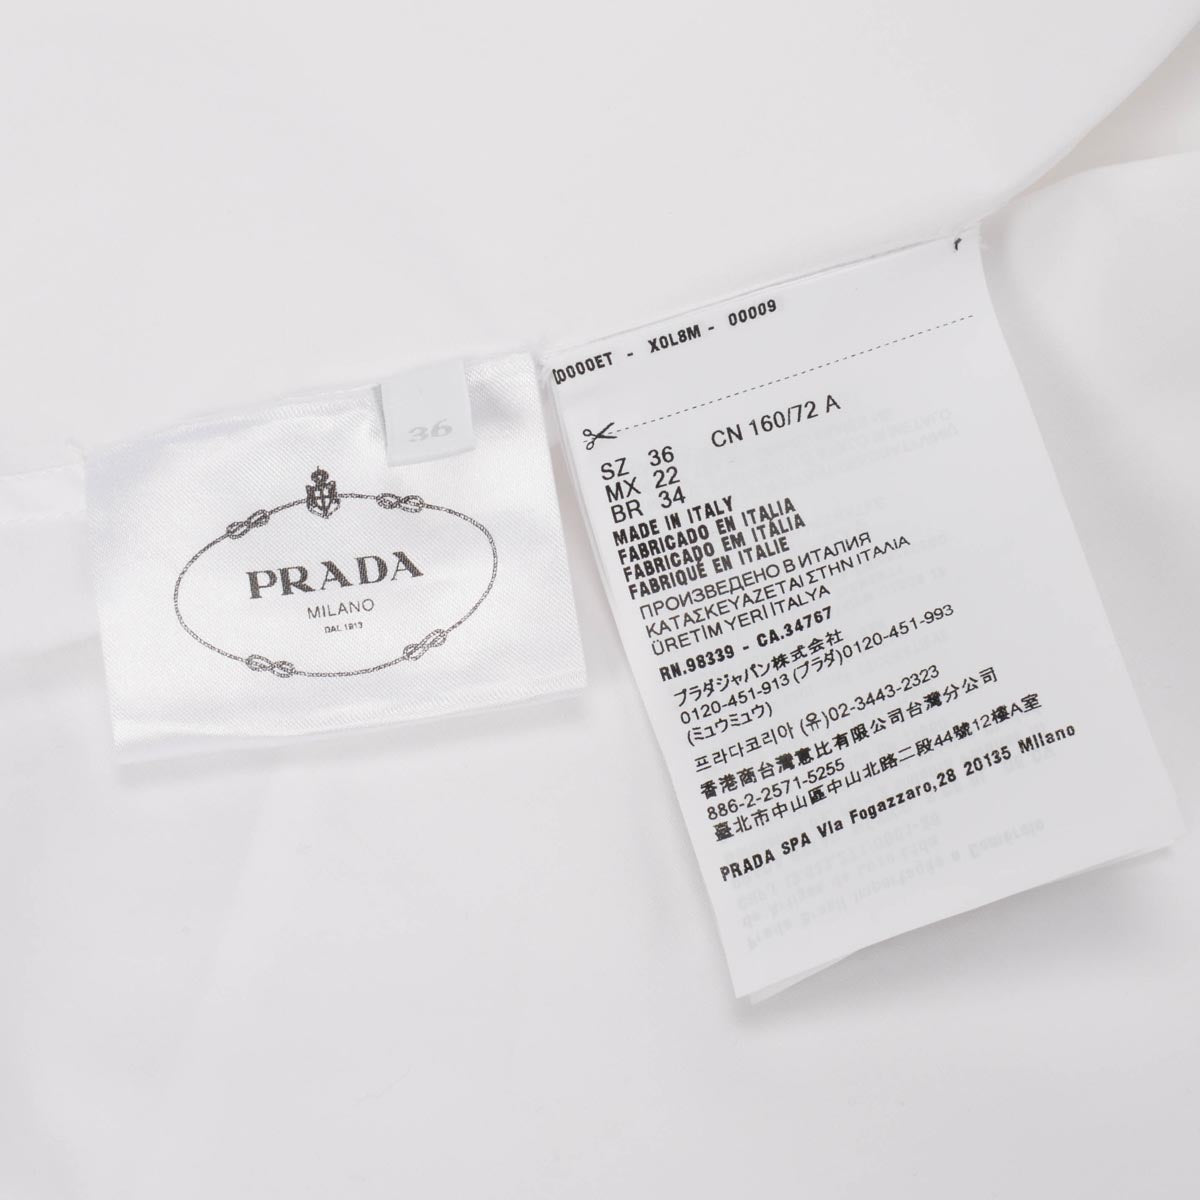 36
PRADA
MILANO
DAL 1913
0000ET - X0L8M - 00009
SZ 36 CN 160/72 A
MX 22
BR 34
MADE IN ITALY
FABRICADO EN ITALIA
FABRICADO EM ITÁLIA
FABRIQUÉ EN ITALIE
ПРОИЗВЕДЕНО В ИТАПИЯ
ΚΑΤΑΣΚΕΥΑΖΕΤΑΙ ΣΤΗΝ ΙΤΑΛΙΑ
ÜRETİM YERİ İTALYA
RN.98339 - CA.34767
プラダジャパン株式会社
0120-451-913 (プラダ)0120-451-993
(ミュウミュウ)
프라다코리아 (유)02-3443-2323
香港商台灣惠比有限公司台灣分公司
886-2-2571-5255
臺北市中山區中山北路二段44號12樓A室
PRADA SPA Via Fogazzaro,28 20135 Milano